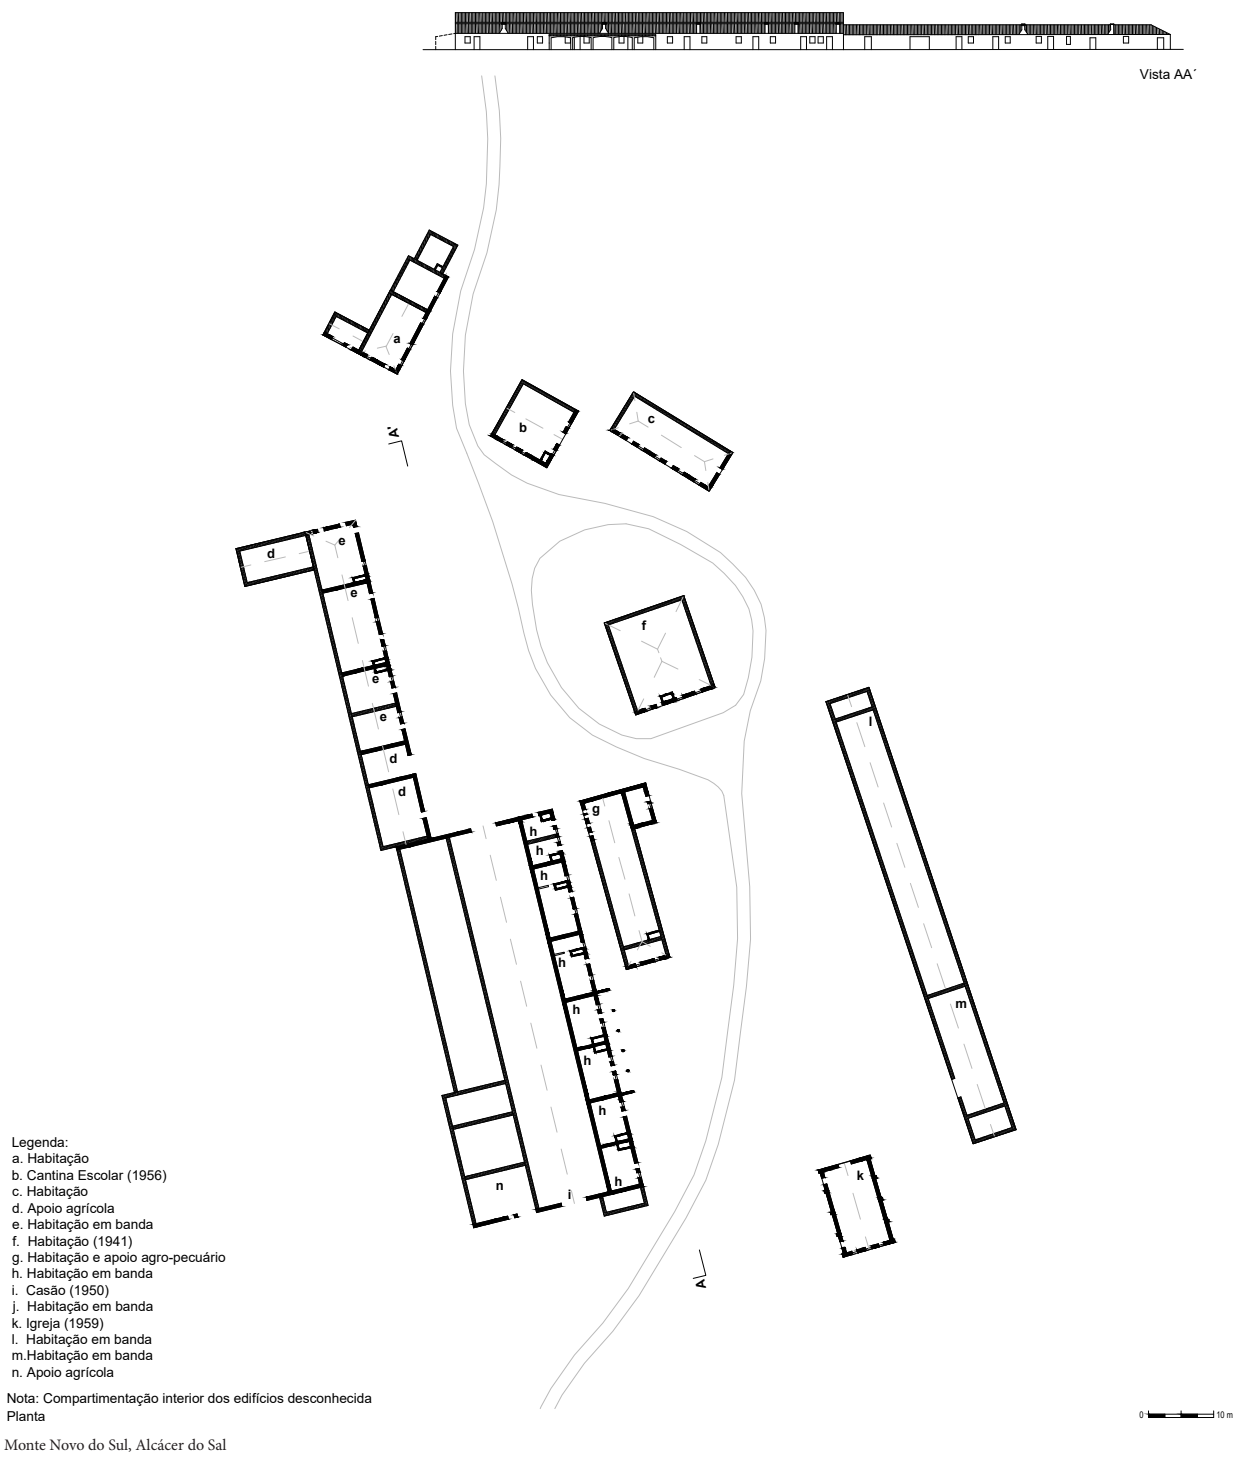 Vista AA´
a
b
c
A'
d
e
e
e
e
d
d
f
l
g
h
h
h
h
h
h
h
h
m
n
i
k
A
Legenda:
a. Habitação
b. Cantina Escolar (1956)
c. Habitação
d. Apoio agrícola
e. Habitação em banda
f. Habitação (1941)
g. Habitação e apoio agro-pecuário
h. Habitação em banda
i. Casão (1950)
j. Habitação em banda
k. Igreja (1959)
l. Habitação em banda
m.Habitação em banda
n. Apoio agrícola
Nota: Compartimentação interior dos edifícios desconhecida
Planta
0 10 m
Monte Novo do Sul, Alcácer do Sal